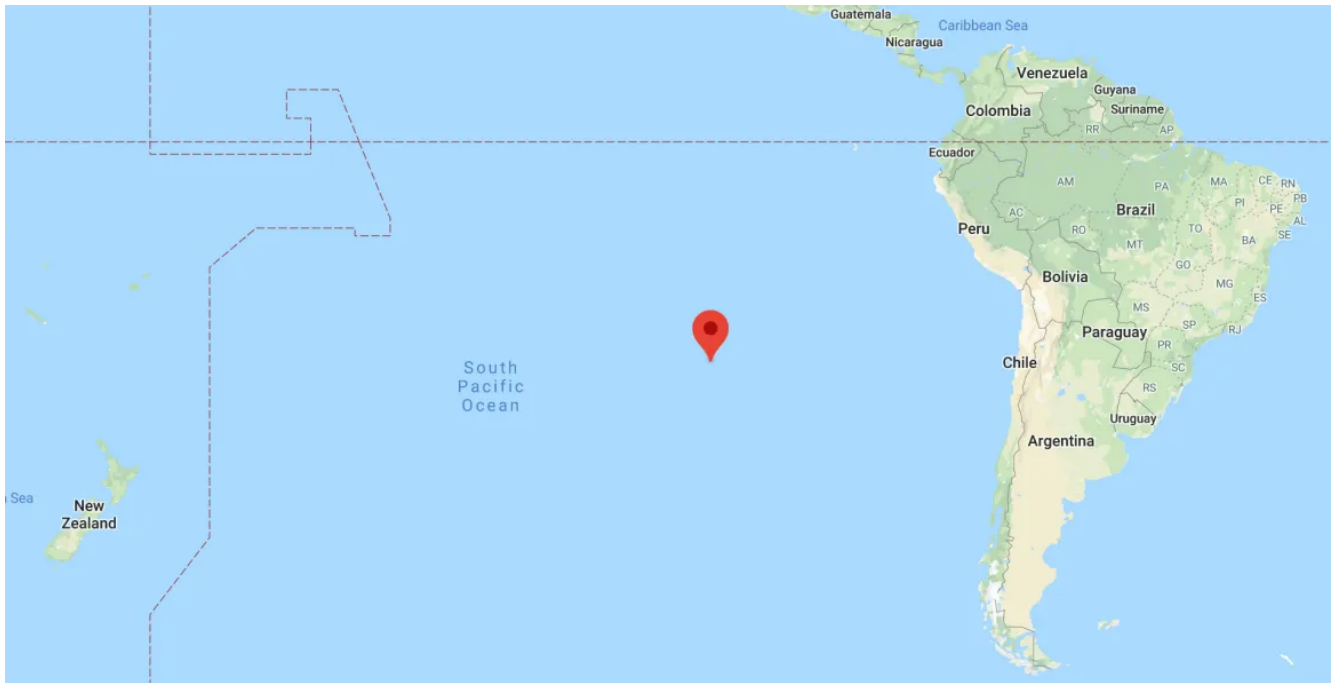 Guatemala
Caribbean Sea
Nicaragua
Venezuela
Guyana
Colombia
Suriname
RR
AP
Ecuador
AM
PA
MA
CE
RN
PI
PB
PE
AC
Brazil
AL
RO
TO
SE
Peru
MT
BA
GO
Bolivia
MG
MS
ES
SP
RJ
Paraguay
PR
Chile
SC
South
Pacific
Ocean
RS
Uruguay
Argentina
Sea
New
Zealand